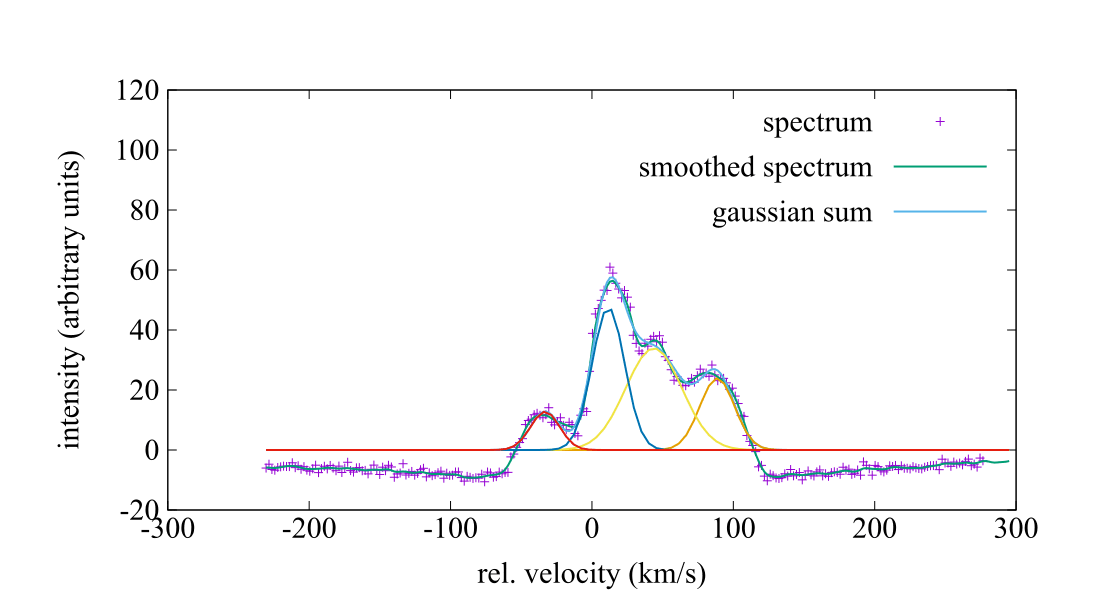 120
100
80
60
40
20
0
-20
-300 -200 -100 0 100 200 300
intensity (arbitrary units)
rel. velocity (km/s)
spectrum
smoothed spectrum
gaussian sum